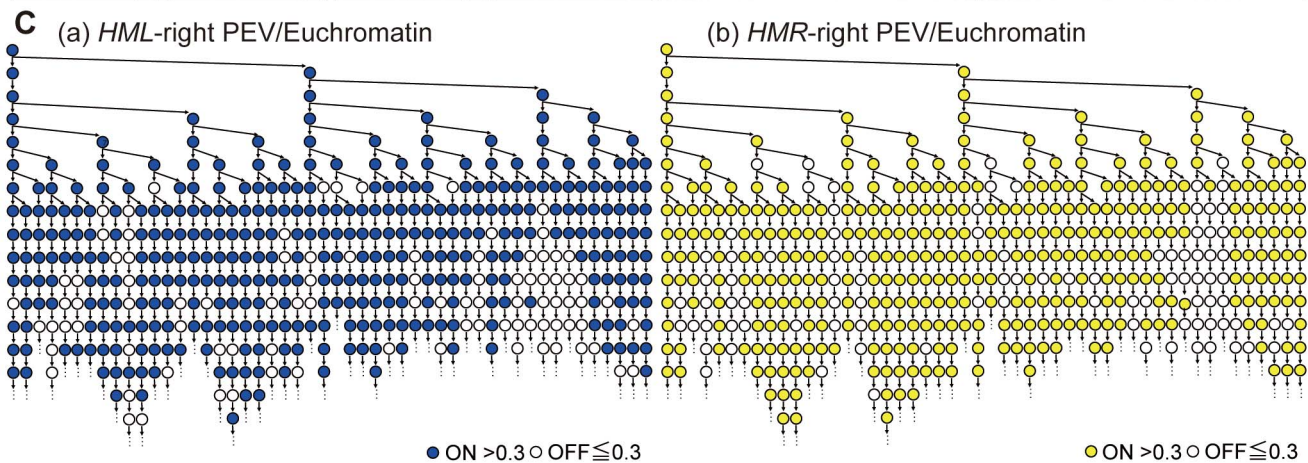 C
(a) HML-right PEV/Euchromatin
(b) HMR-right PEV/Euchromatin
ON >0.3 OFF≦0.3
ON >0.3 OFF≦0.3